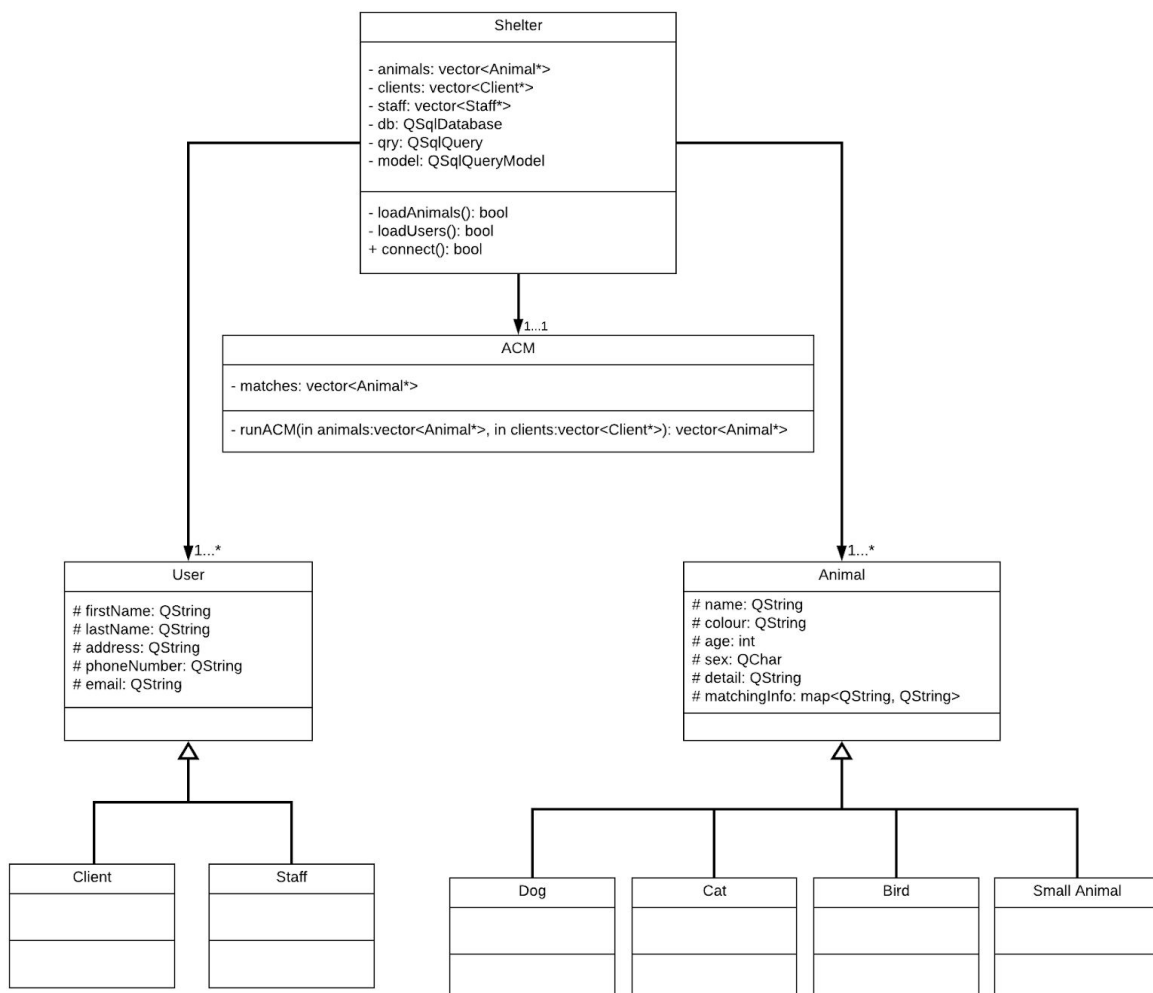 Shelter
- animals: vector<Animal*>
- clients: vector<Client*>
- staff: vector<Staff*>
- db: QSqlDatabase
- qry: QSqlQuery
- model: QSqlQueryModel
- loadAnimals(): bool
- loadUsers(): bool
+ connect(): bool
1...1
ACM
- matches: vector<Animal*>
- runACM(in animals:vector<Animal*>, in clients:vector<Client*>): vector<Animal*>
1...*
User
# firstName: QString
# lastName: QString
# address: QString
# phoneNumber: QString
# email: QString
1...*
Animal
# name: QString
# colour: QString
# age: int
# sex: QChar
# detail: QString
# matchingInfo: map<QString, QString>
Client
Staff
Dog
Cat
Bird
Small Animal